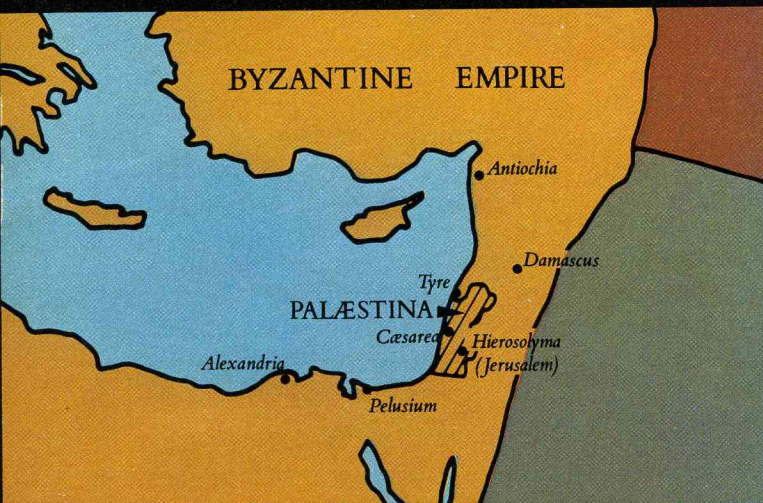 BYZANTINE EMPIRE
Antiochia
Damascus
Tyre
PALÆSTINA
Cæsarea
Hierosolyma
(Jerusalem)
Alexandria
Pelusium